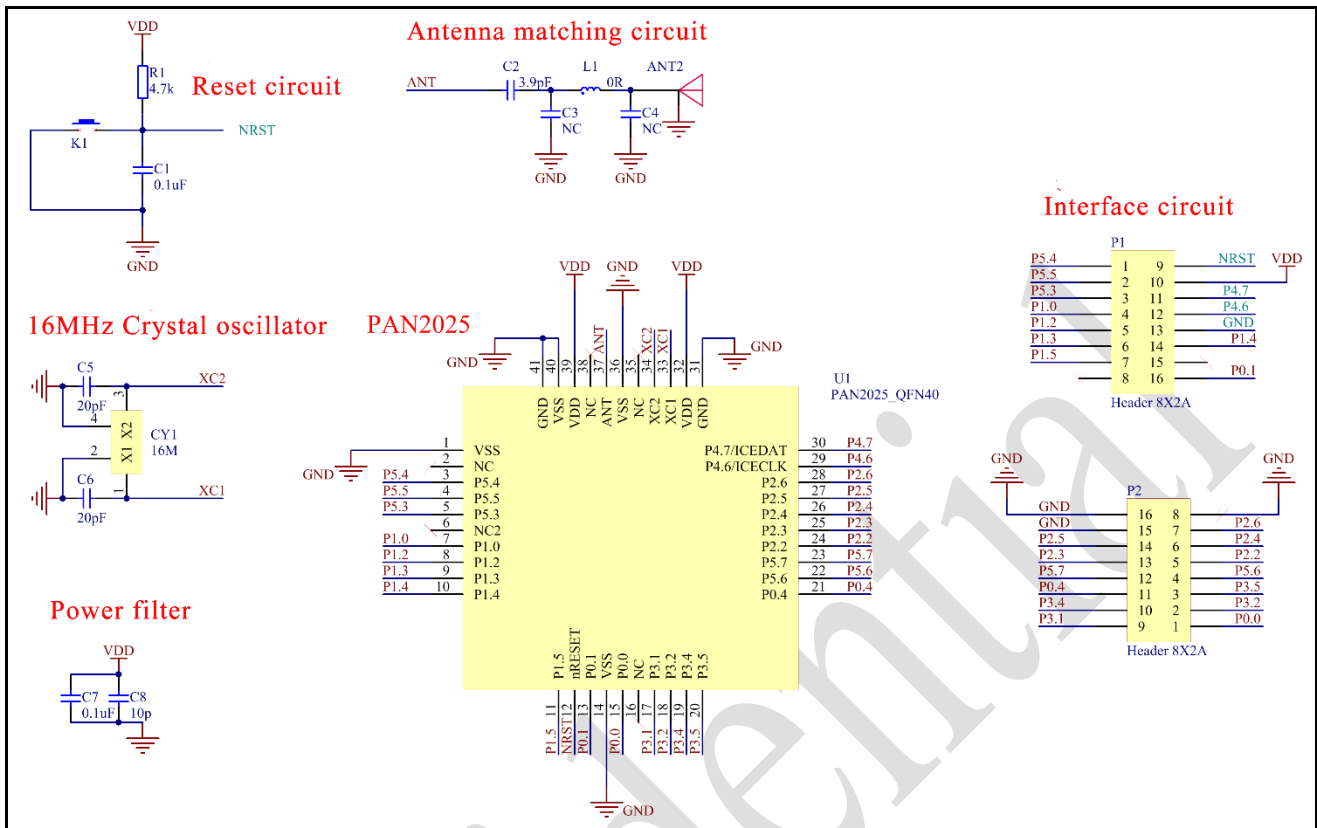 Reset circuit
VDD
R1
4.7k
NRST
K1
C1
0.1uF
GND
Antenna matching circuit
ANT
C2
3.9pF
L1
0R
ANT2
C3
NC
C4
NC
GND
GND
Interface circuit
P1
P5.4
1
9
NRST
VDD
P5.5
2
10
P5.3
3
11
P4.7
P1.0
4
12
P4.6
P1.2
5
13
GND
P1.3
6
14
P1.4
P1.5
7
15
8
16
P0.1
Header 8X2A
16MHz Crystal oscillator
C5
20pF
XC2
3
4
X1 X2
CY1
16M
2
1
C6
20pF
XC1
PAN2025
U1
PAN2025_QFN40
GND
VDD
GND
VDD
GND
ANT
XC2
XC1
41
40
39
38
37
36
35
34
33
32
31
GND
VSS
VDD
NC
ANT
VSS
NC
XC2
XC1
VDD
GND
GND
1
VSS
2
NC
P5.4
3
P5.4
P5.5
4
P5.5
P5.3
5
P5.3
6
NC2
P1.0
7
P1.0
P1.2
8
P1.2
P1.3
9
P1.3
P1.4
10
P1.4
P4.7/ICEDAT
30
P4.7
P4.6/ICECLK
29
P4.6
P2.6
28
P2.6
P2.5
27
P2.5
P2.4
26
P2.4
P2.3
25
P2.3
P2.2
24
P2.2
P5.7
23
P5.7
P5.6
22
P5.6
P0.4
21
P0.4
P1.5
nRESET
P0.1
VSS
P0.0
NC
P3.1
P3.2
P3.4
P3.5
11
12
13
14
15
16
17
18
19
20
P1.5
NRST
P0.1
P0.0
P3.1
P3.2
P3.4
P3.5
GND
GND
GND
P2
GND
16
8
GND
15
7
P2.6
P2.5
14
6
P2.4
P2.3
13
5
P2.2
P5.7
12
4
P5.6
P0.4
11
3
P3.5
P3.4
10
2
P3.2
P3.1
9
1
P0.0
Header 8X2A
Power filter
VDD
C7
0.1uF
C8
10p